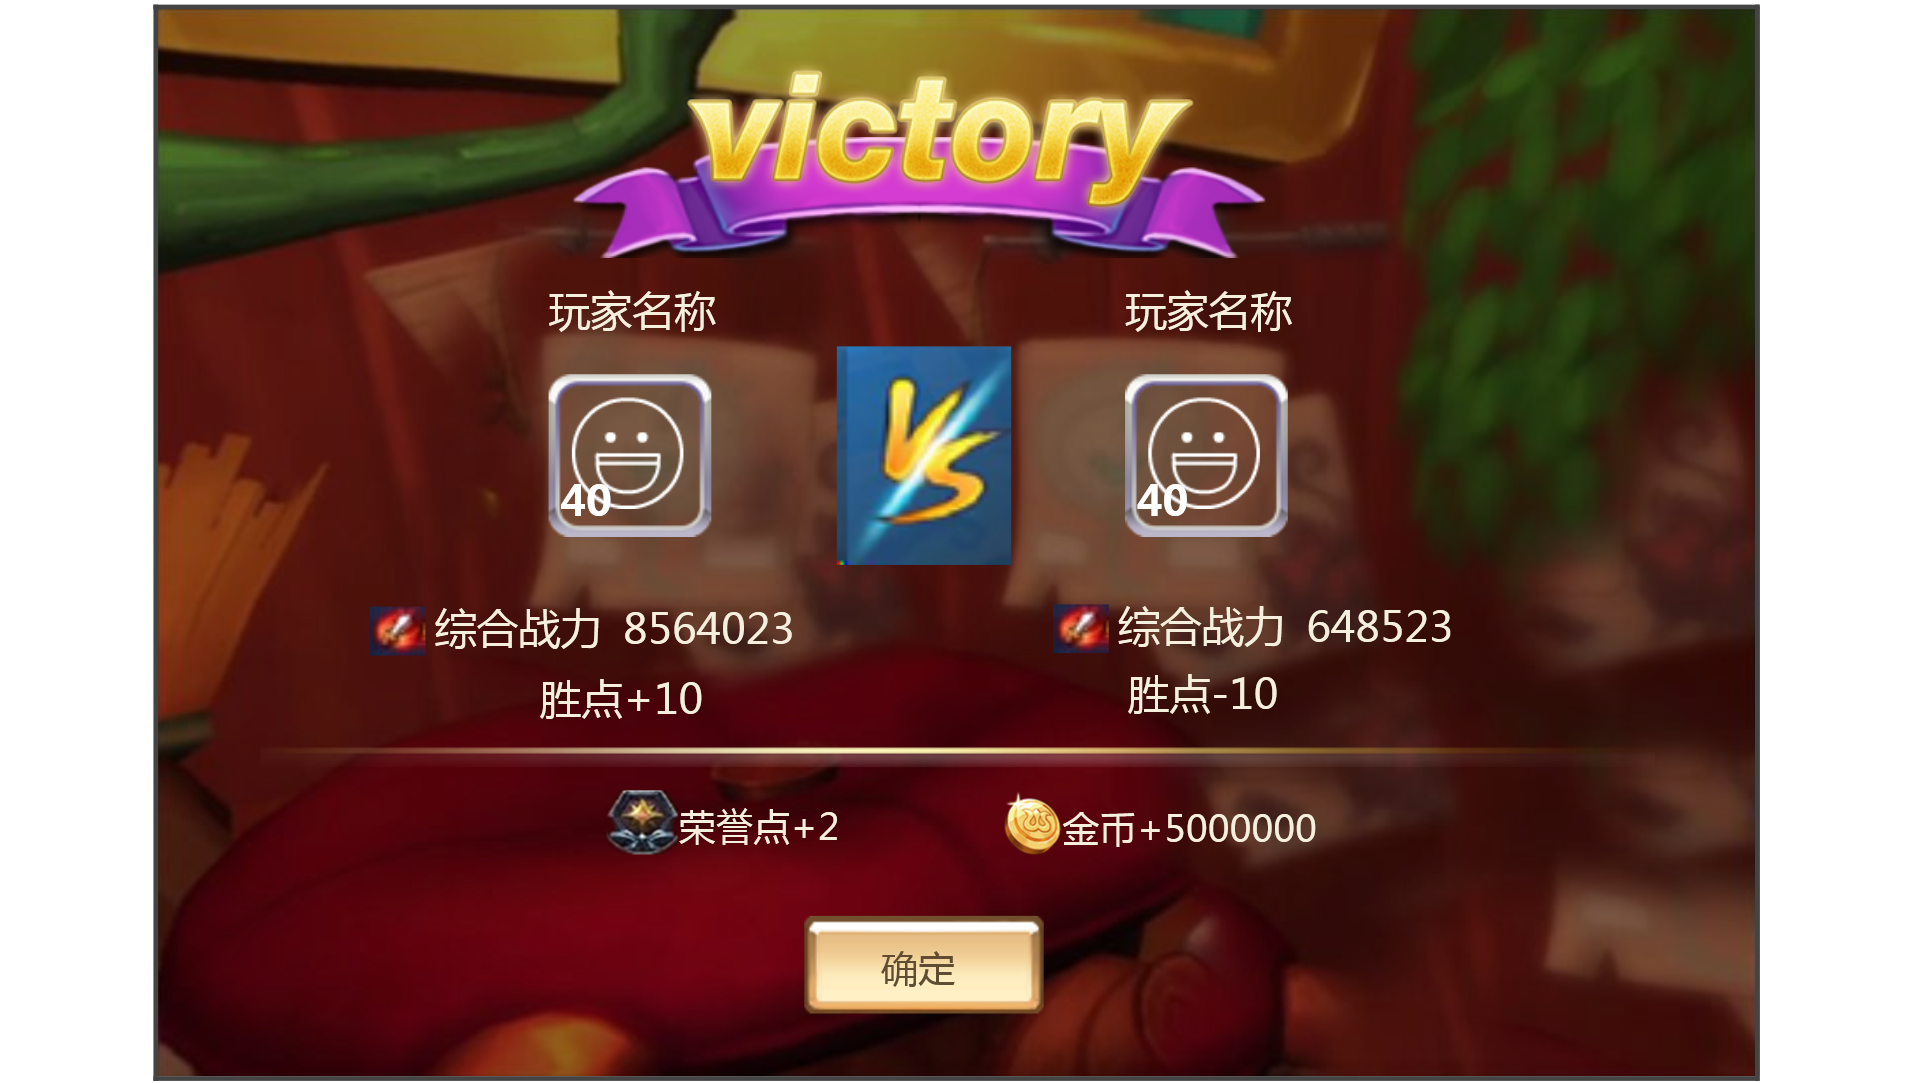 victory
玩家名称
玩家名称
VS
40
40
综合战力 8564023
综合战力 648523
胜点+10
胜点-10
荣誉点+2
金币+5000000
确定